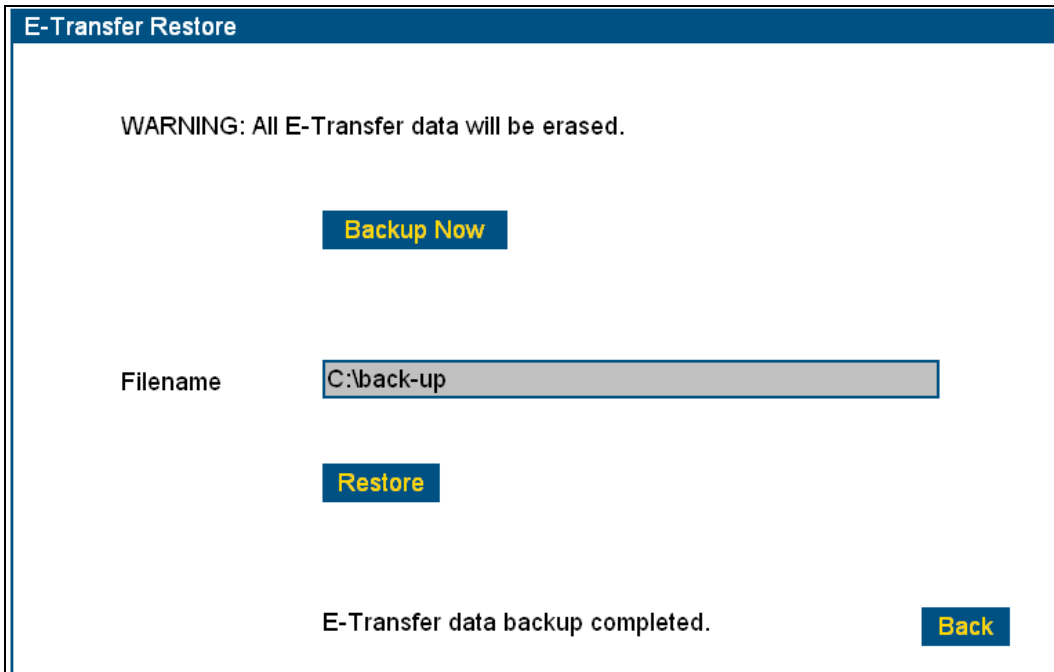 E-Transfer Restore
WARNING: All E-Transfer data will be erased.
Backup Now
Filename C:\back-up
Restore
E-Transfer data backup completed. Back